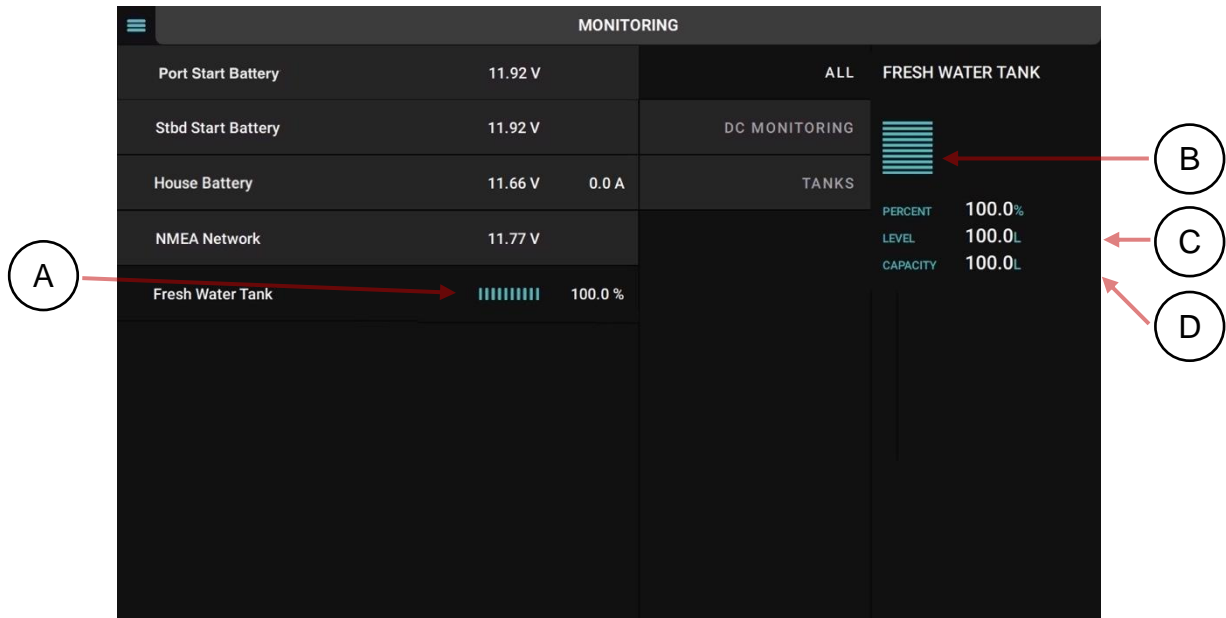 MONITORING
Port Start Battery 11.92 V
Stbd Start Battery 11.92 V
House Battery 11.66 V 0.0 A
NMEA Network 11.77 V
Fresh Water Tank 100.0 %
ALL
DC MONITORING
TANKS
FRESH WATER TANK
PERCENT 100.0%
LEVEL 100.0L
CAPACITY 100.0L
A
B
C
D